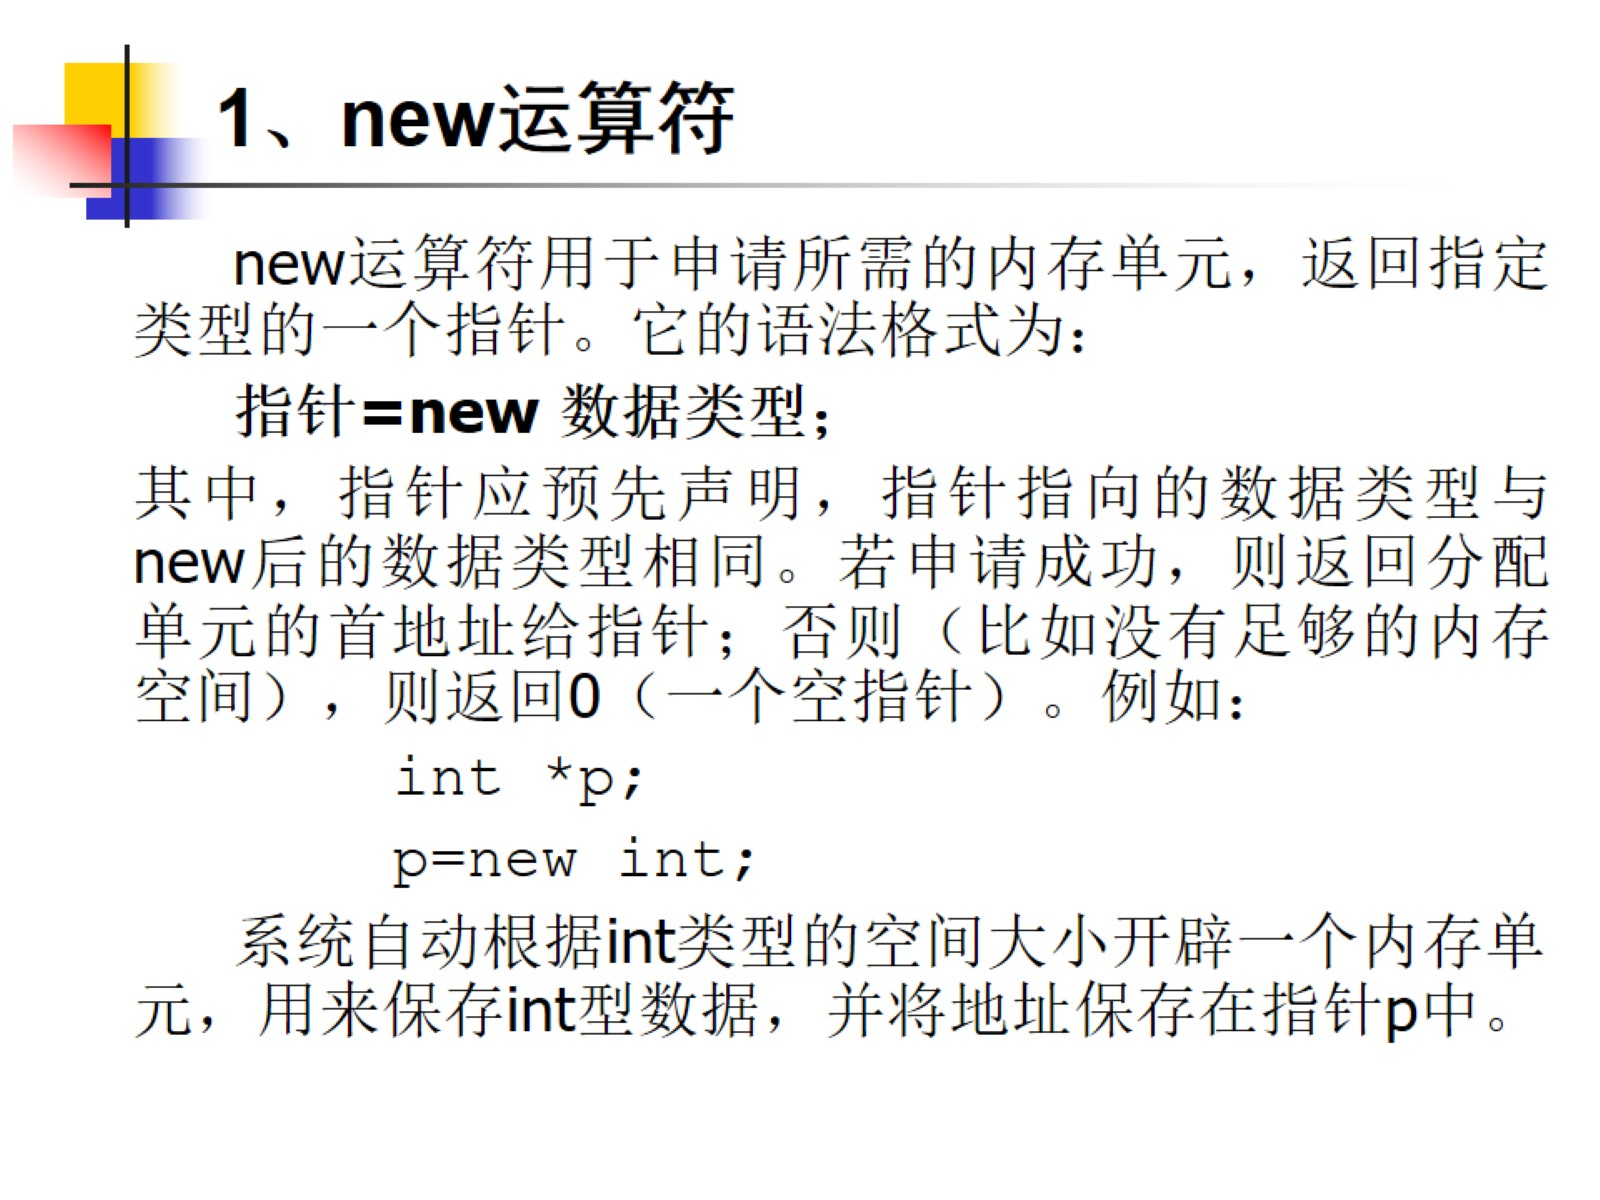 1、new运算符
new运算符用于申请所需的内存单元，返回指定
类型的一个指针。它的语法格式为：
指针=new 数据类型；
其中，指针应预先声明，指针指向的数据类型与
new后的数据类型相同。若申请成功，则返回分配
单元的首地址给指针；否则（比如没有足够的内存
空间），则返回0（一个空指针）。例如：
int *p;
p=new int;
系统自动根据int类型的空间大小开辟一个内存单
元，用来保存int型数据，并将地址保存在指针p中。